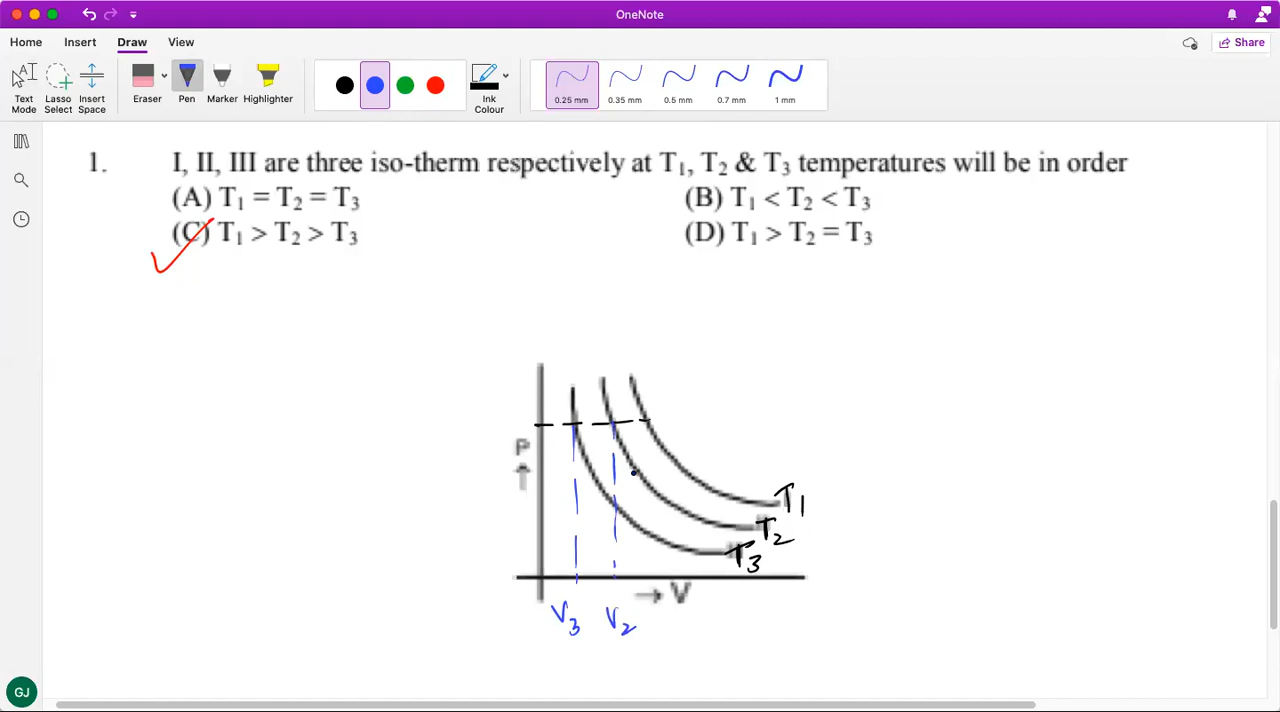 OneNote
Home Insert Draw View
Share
Text Mode
Lasso Select
Insert Space
Eraser
Pen
Marker
Highlighter
Ink Colour
0.25 mm
0.35 mm
0.5 mm
0.7 mm
1 mm
1. I, II, III are three iso-therm respectively at T₁, T₂ & T₃ temperatures will be in order
(A) T₁ = T₂ = T₃ (B) T₁ < T₂ < T₃
(C) T₁ > T₂ > T₃ (D) T₁ > T₂ = T₃
P
↑
T₁
T₂
T₃
→ V
V₃ V₂
GJ